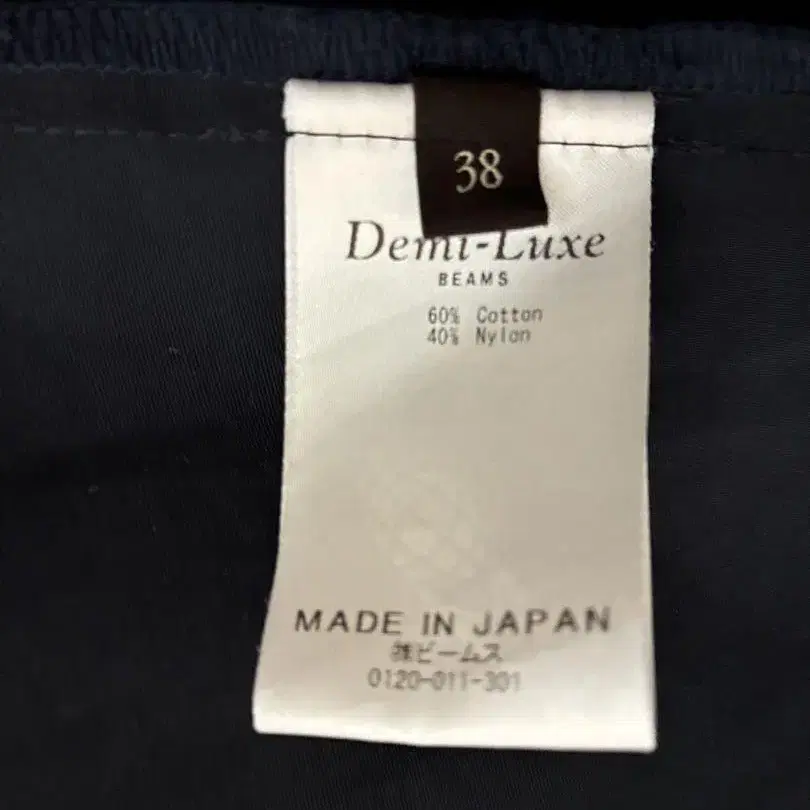 38
Demi-Luxe
BEAMS
60% Cotton
40% Nylon
MADE IN JAPAN
㈱ビームス
0120-011-301